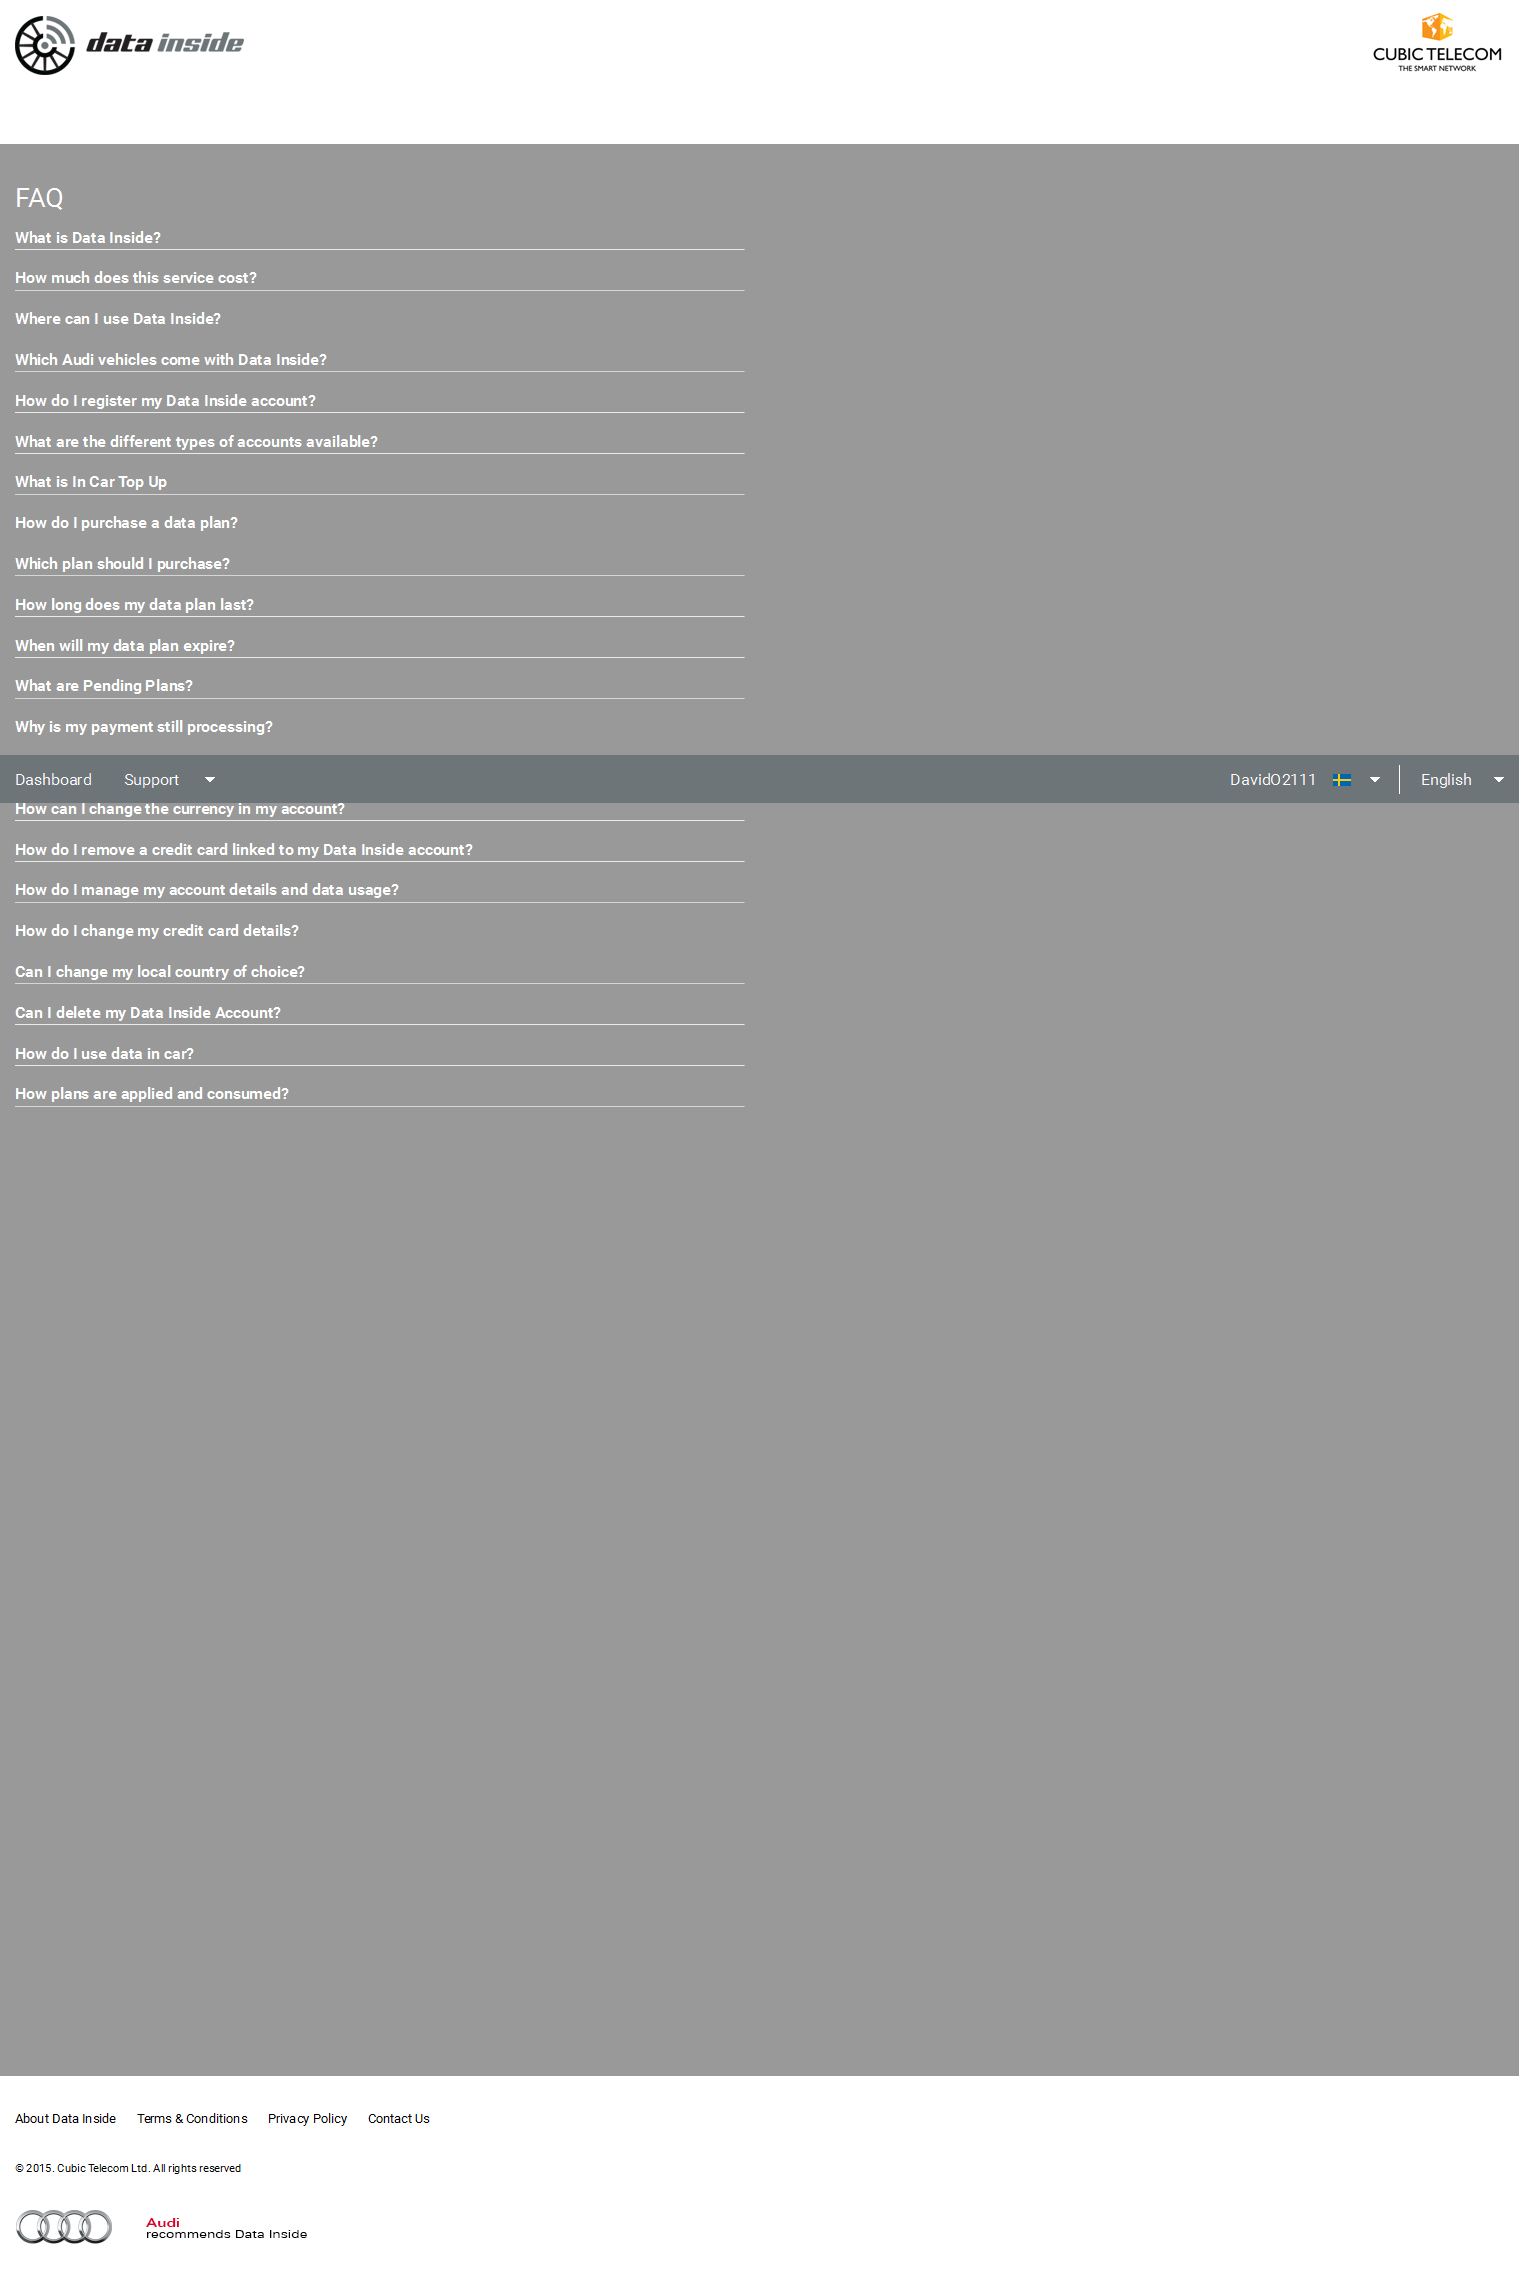 data inside
CUBIC TELECOM
THE SMART NETWORK
FAQ
What is Data Inside?
How much does this service cost?
Where can I use Data Inside?
Which Audi vehicles come with Data Inside?
How do I register my Data Inside account?
What are the different types of accounts available?
What is In Car Top Up
How do I purchase a data plan?
Which plan should I purchase?
How long does my data plan last?
When will my data plan expire?
What are Pending Plans?
Why is my payment still processing?
Dashboard Support DavidO2111 English
How can I change the currency in my account?
How do I remove a credit card linked to my Data Inside account?
How do I manage my account details and data usage?
How do I change my credit card details?
Can I change my local country of choice?
Can I delete my Data Inside Account?
How do I use data in car?
How plans are applied and consumed?
About Data Inside Terms & Conditions Privacy Policy Contact Us
© 2015. Cubic Telecom Ltd. All rights reserved
Audi
recommends Data Inside